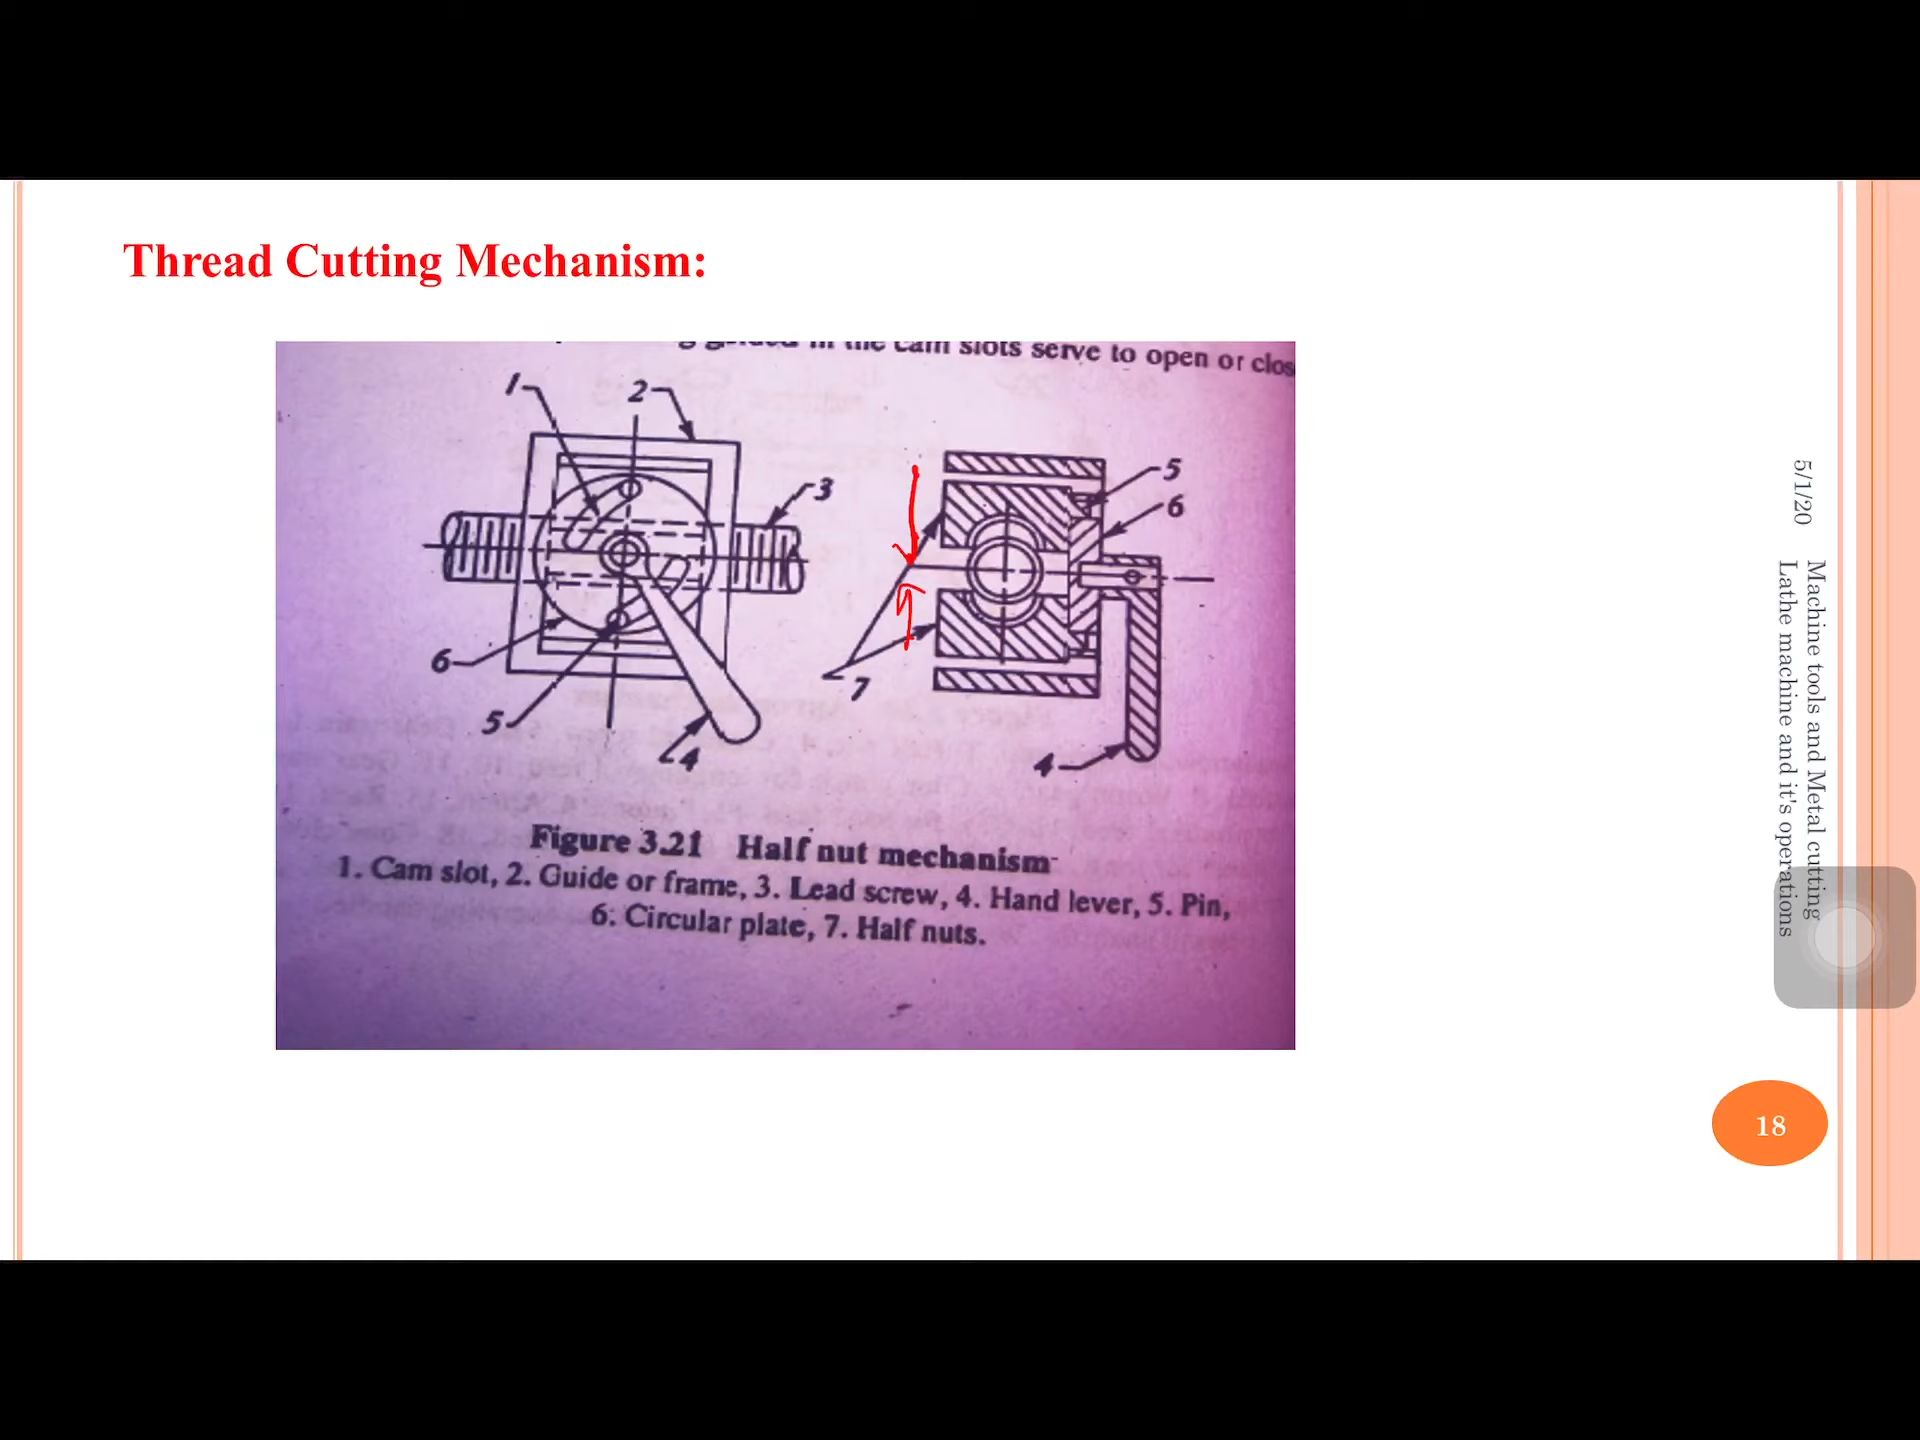 Thread Cutting Mechanism:
in the cam slots serve to open or clos
1
2
3
5
6
6
5
4
7
4
Figure 3.21 Half nut mechanism
1. Cam slot, 2. Guide or frame, 3. Lead screw, 4. Hand lever, 5. Pin,
6. Circular plate, 7. Half nuts.
5/1/20
Machine tools and Metal cutting
Lathe machine and it's operations
18